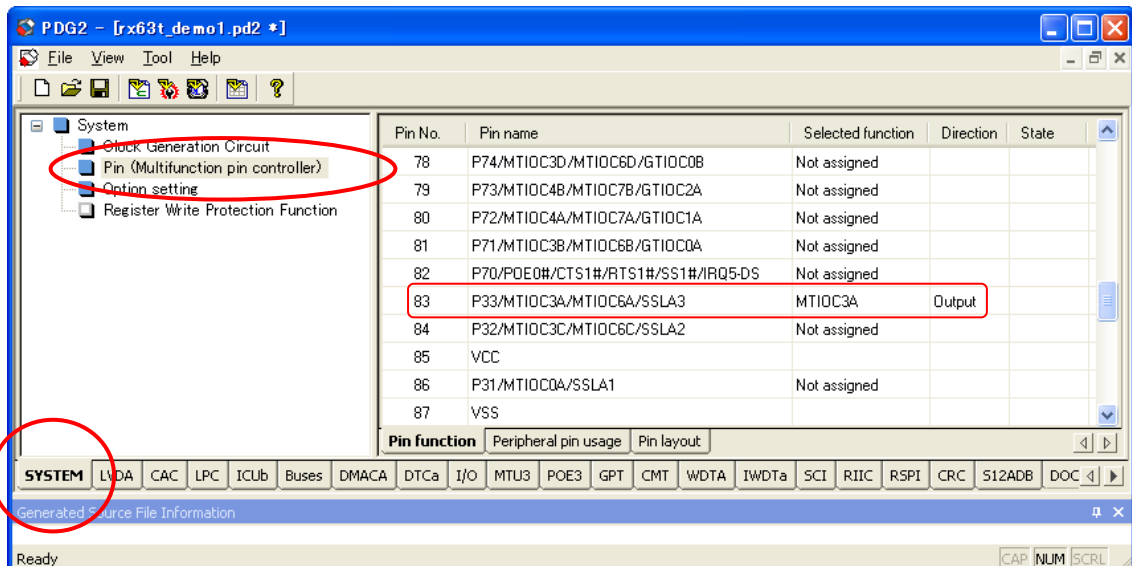 PDG2 - [rx63t_demo1.pd2 *]
File View Tool Help
System
Clock Generation Circuit
Pin (Multifunction pin controller)
Option setting
Register Write Protection Function
Pin No. Pin name Selected function Direction State
78 P74/MTIOC3D/MTIOC6D/GTIOC0B Not assigned
79 P73/MTIOC4B/MTIOC7B/GTIOC2A Not assigned
80 P72/MTIOC4A/MTIOC7A/GTIOC1A Not assigned
81 P71/MTIOC3B/MTIOC6B/GTIOC0A Not assigned
82 P70/POE0#/CTS1#/RTS1#/SS1#/IRQ5-DS Not assigned
83 P33/MTIOC3A/MTIOC6A/SSLA3 MTIOC3A Output
84 P32/MTIOC3C/MTIOC6C/SSLA2 Not assigned
85 VCC
86 P31/MTIOC0A/SSLA1 Not assigned
87 VSS
Pin function Peripheral pin usage Pin layout
SYSTEM LVDA CAC LPC ICUb Buses DMACA DTCa I/O MTU3 POE3 GPT CMT WDTA IWDTa SCI RIIC RSPI CRC S12ADB DOC
Generated Source File Information
Ready CAP NUM SCRL